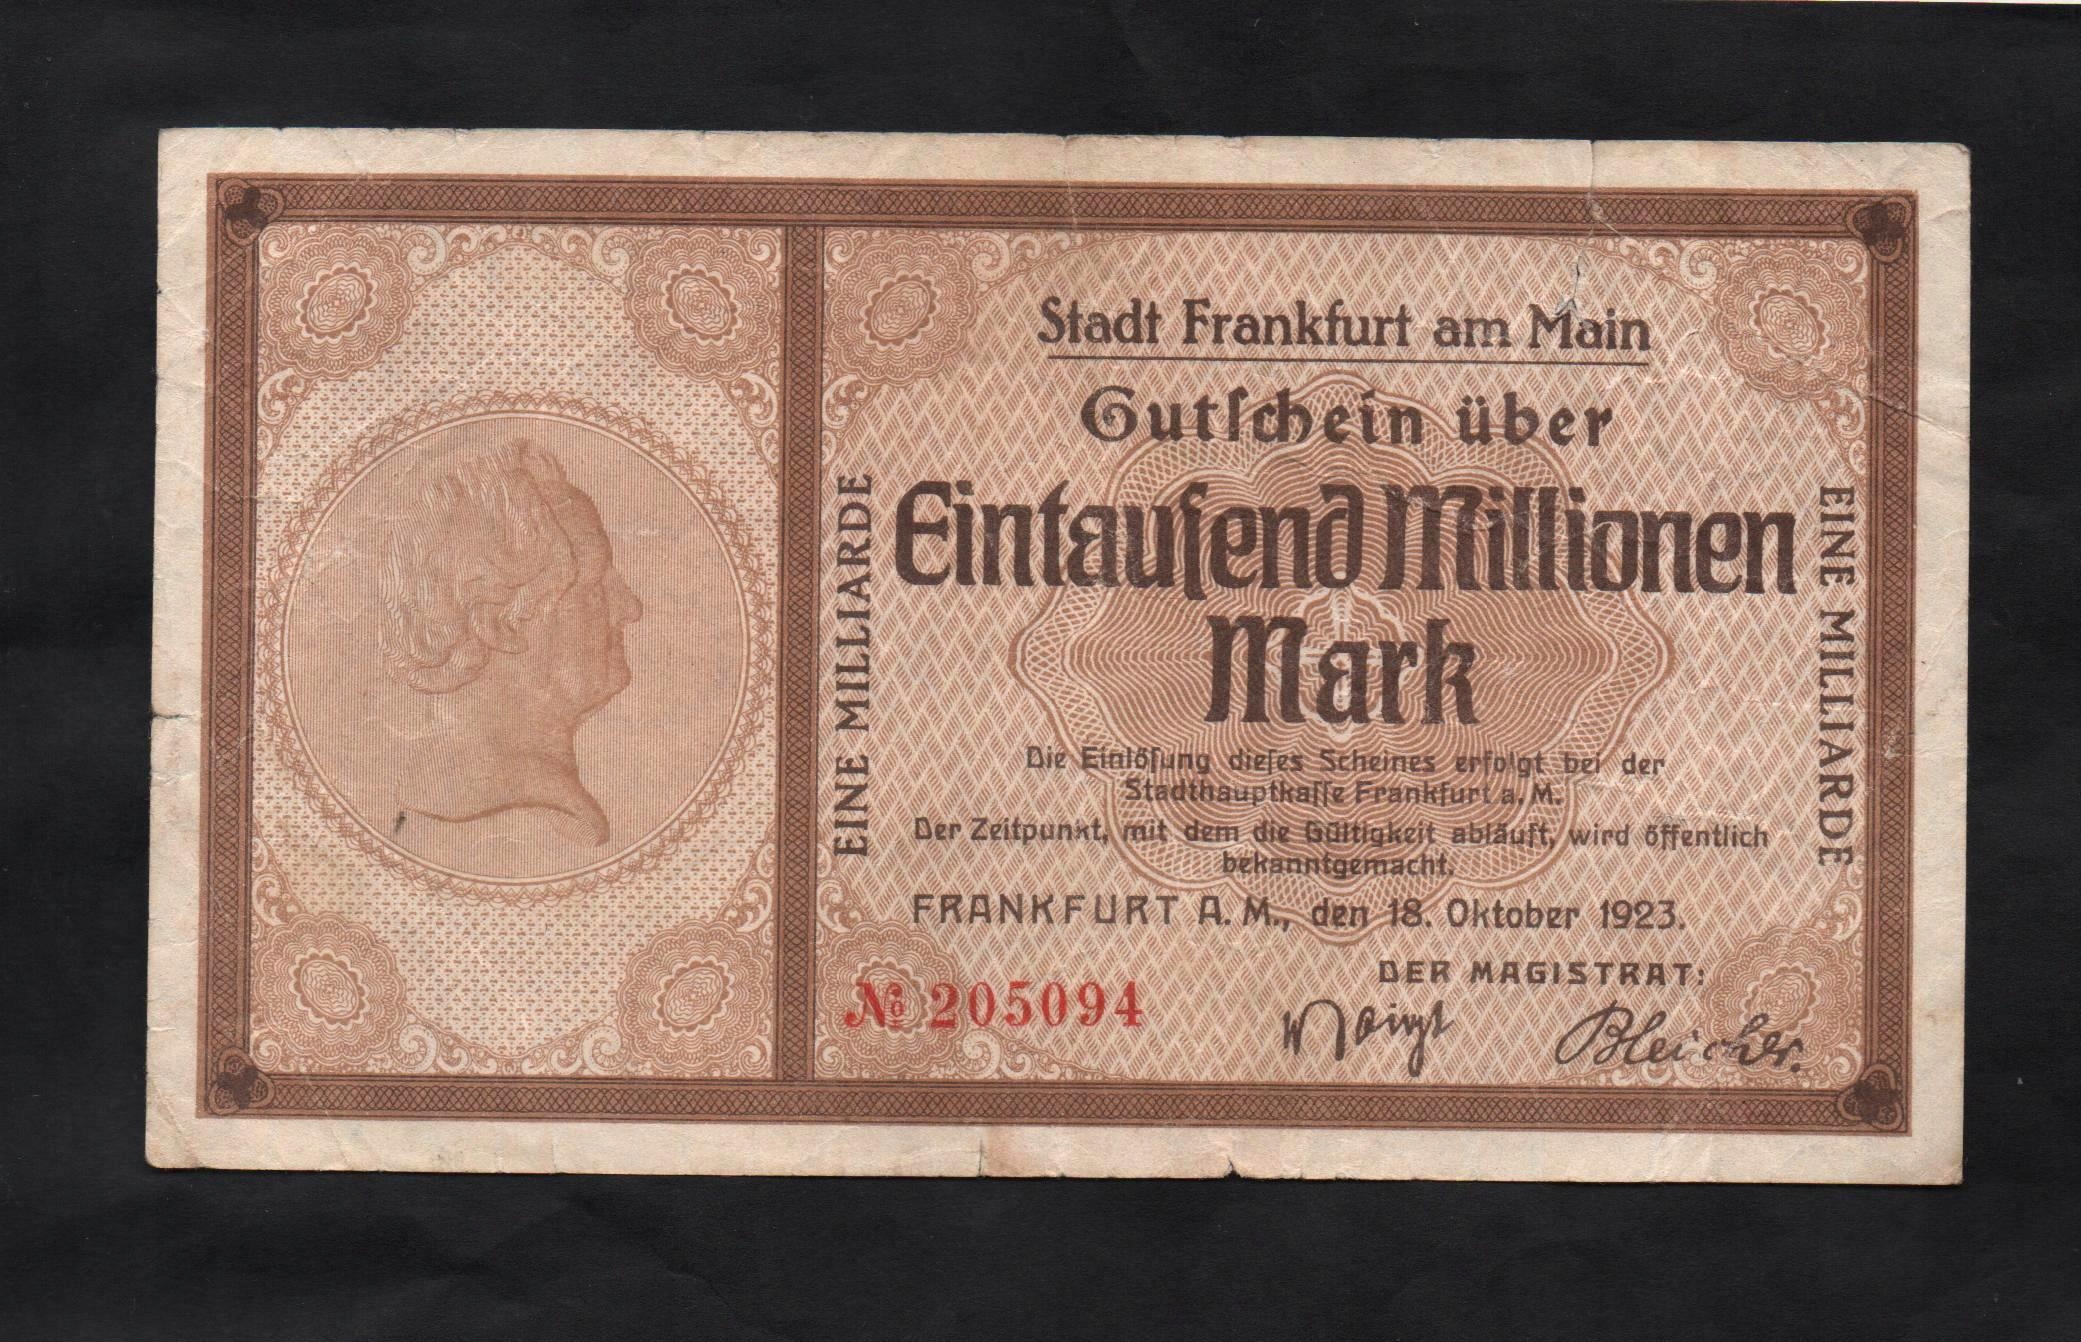 Stadt Frankfurt am Main
Gutſchein über
Eintauſend Millionen
Mark
EINE MILLIARDE
EINE MILLIARDE
Die Einlöſung dieſes Scheines erfolgt bei der
Stadthauptkaſſe Frankfurt a. M.
Der Zeitpunkt, mit dem die Gültigkeit abläuft, wird öffentlich
bekanntgemacht.
FRANKFURT A. M., den 18. Oktober 1923.
DER MAGISTRAT:
№ 205094
Voigt
Bleicher.